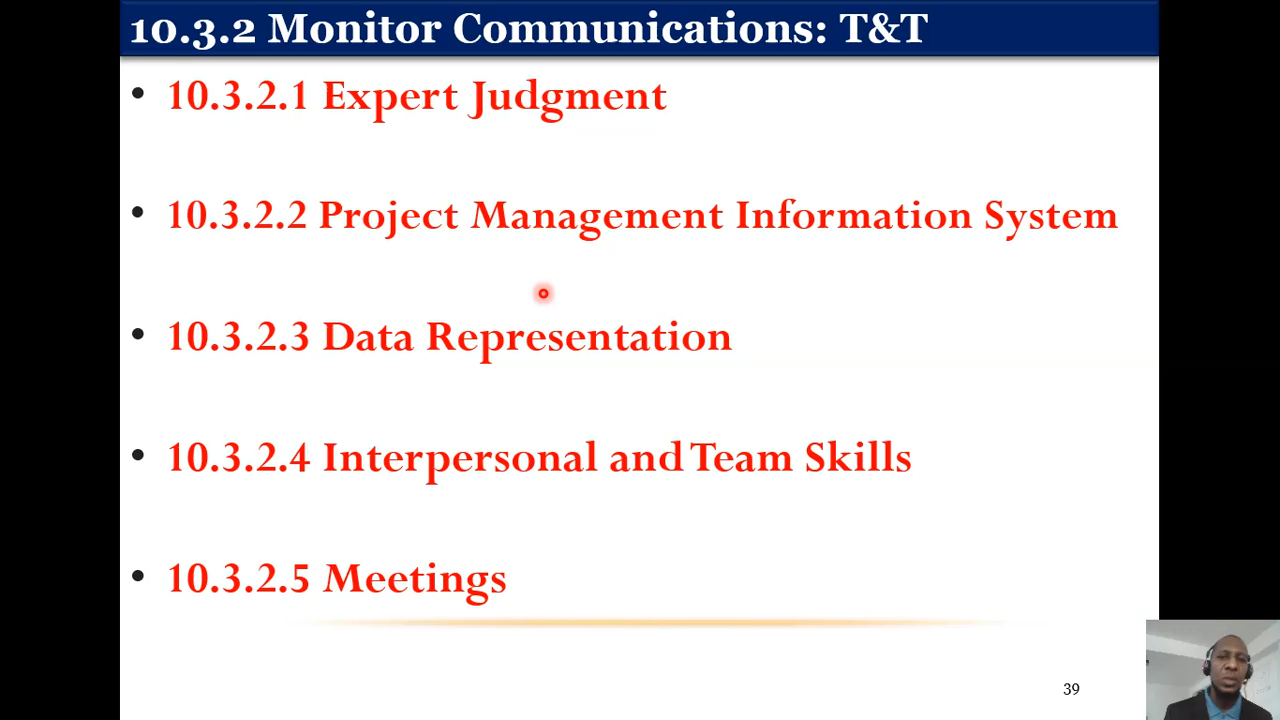 10.3.2 Monitor Communications: T&T
• 10.3.2.1 Expert Judgment
• 10.3.2.2 Project Management Information System
• 10.3.2.3 Data Representation
• 10.3.2.4 Interpersonal and Team Skills
• 10.3.2.5 Meetings
39